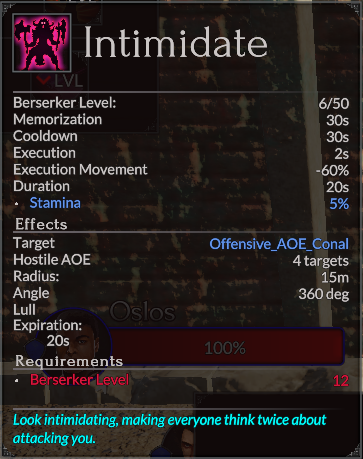 Intimidate
LVL
Berserker Level: 6/50
Memorization 30s
Cooldown 30s
Execution 2s
Execution Movement -60%
Duration 20s
• Stamina 5%
Effects
Target Offensive_AOE_Conal
Hostile AOE 4 targets
Radius: 15m
Angle 360 deg
Lull
Expiration:
20s
Oslos
100%
Requirements
• Berserker Level 12
Look intimidating, making everyone think twice about
attacking you.